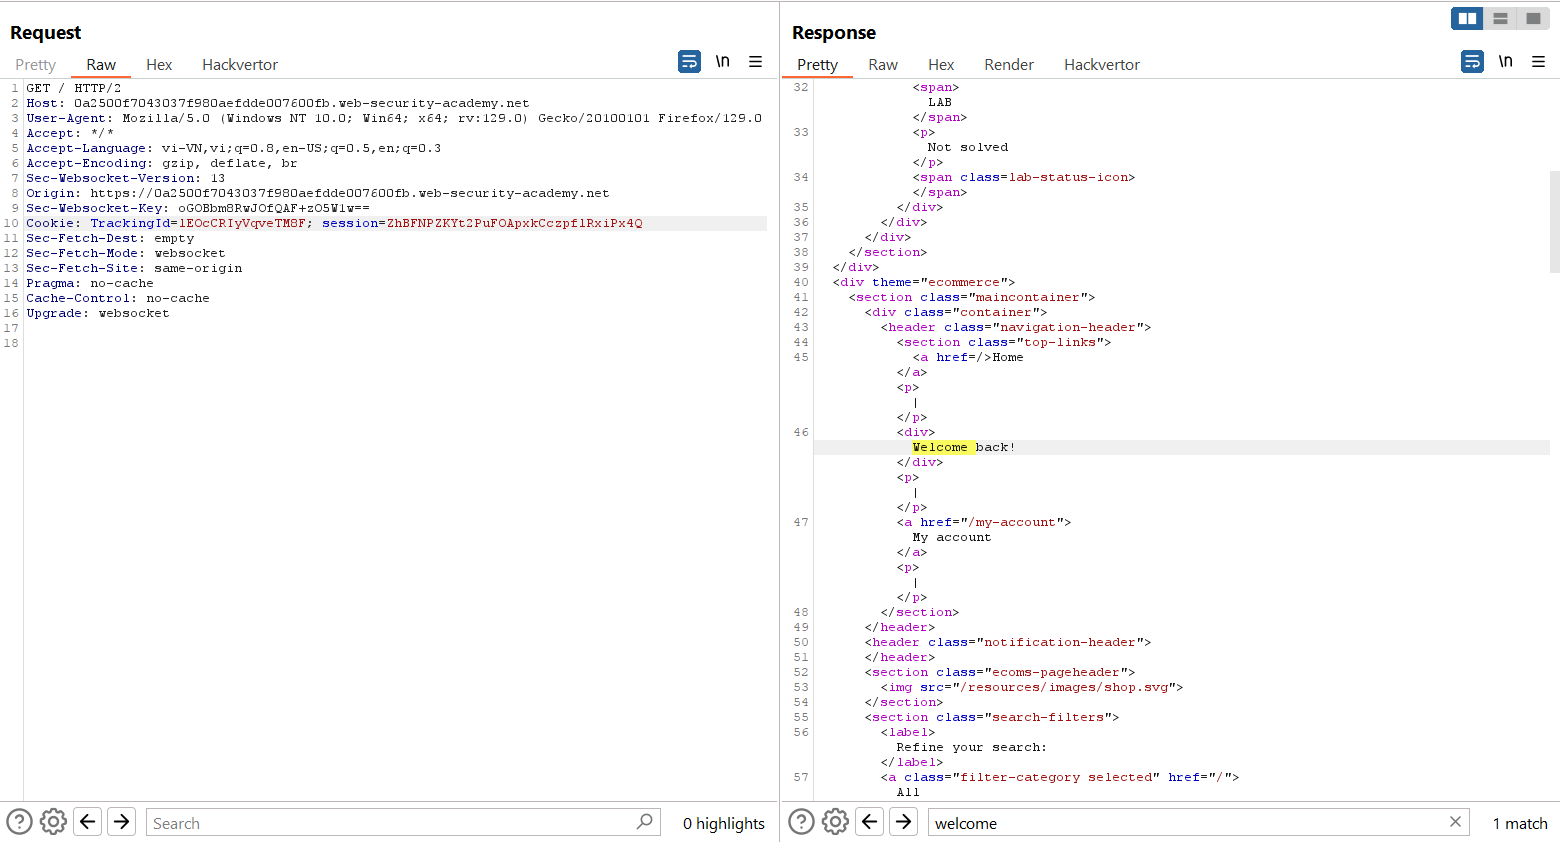 Request
Pretty Raw Hex Hackvertor \n
1 GET / HTTP/2
2 Host: 0a2500f7043037f980aefdde007600fb.web-security-academy.net
3 User-Agent: Mozilla/5.0 (Windows NT 10.0; Win64; x64; rv:129.0) Gecko/20100101 Firefox/129.0
4 Accept: */*
5 Accept-Language: vi-VN,vi;q=0.8,en-US;q=0.5,en;q=0.3
6 Accept-Encoding: gzip, deflate, br
7 Sec-Websocket-Version: 13
8 Origin: https://0a2500f7043037f980aefdde007600fb.web-security-academy.net
9 Sec-Websocket-Key: oGOBbm8RwJOfQAF+zO5W1w==
10 Cookie: TrackingId=lEOcCRIyVqveTM8F; session=ZhBFNPZKYt2PuFOApxkCczpflRxiPx4Q
11 Sec-Fetch-Dest: empty
12 Sec-Fetch-Mode: websocket
13 Sec-Fetch-Site: same-origin
14 Pragma: no-cache
15 Cache-Control: no-cache
16 Upgrade: websocket
17
18
Search 0 highlights
Response
Pretty Raw Hex Render Hackvertor \n
32 <span>
LAB
</span>
33 <p>
Not solved
</p>
34 <span class=lab-status-icon>
</span>
35 </div>
36 </div>
37 </div>
38 </section>
39 </div>
40 <div theme="ecommerce">
41 <section class="maincontainer">
42 <div class="container">
43 <header class="navigation-header">
44 <section class="top-links">
45 <a href=/>Home
</a>
<p>
|
</p>
46 <div>
Welcome back!
</div>
<p>
|
</p>
47 <a href="/my-account">
My account
</a>
<p>
|
</p>
48 </section>
49 </header>
50 <header class="notification-header">
51 </header>
52 <section class="ecoms-pageheader">
53 <img src="/resources/images/shop.svg">
54 </section>
55 <section class="search-filters">
56 <label>
Refine your search:
</label>
57 <a class="filter-category selected" href="/">
All
welcome 1 match